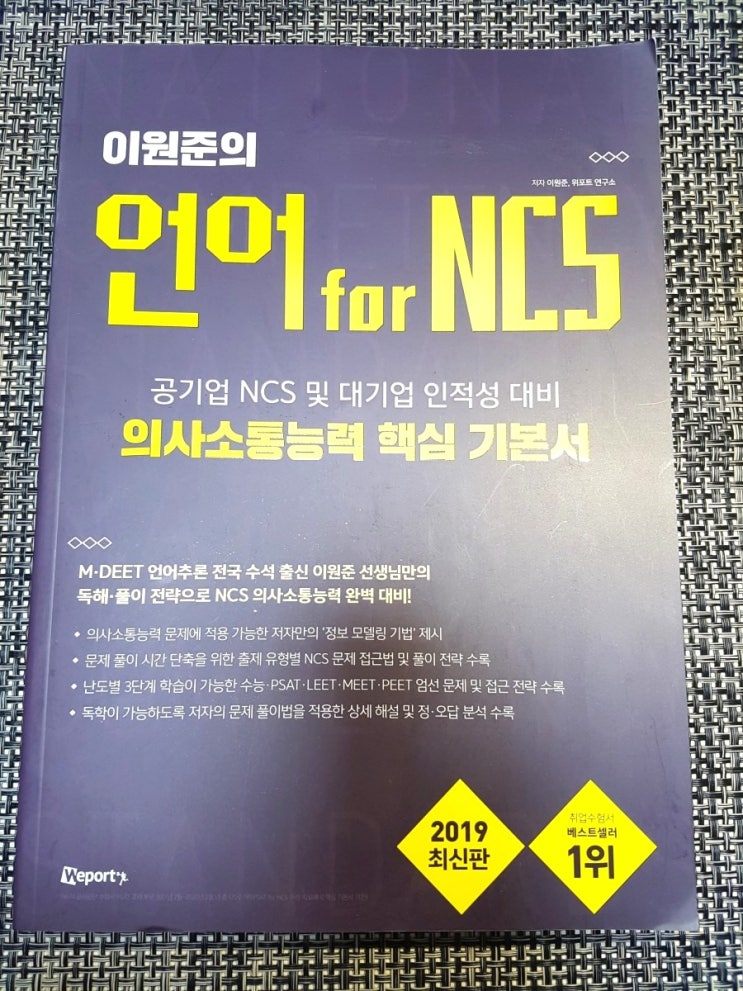 이원준의
저자 이원준, 위포트 연구소
언어 for NCS
공기업 NCS 및 대기업 인적성 대비
의사소통능력 핵심 기본서
M·DEET 언어추론 전국 수석 출신 이원준 선생님만의
독해·풀이 전략으로 NCS 의사소통능력 완벽 대비!
의사소통능력 문제에 적용 가능한 저자만의 '정보 모델링 기법' 제시
문제 풀이 시간 단축을 위한 출제 유형별 NCS 문제 접근법 및 풀이 전략 수록
난도별 3단계 학습이 가능한 수능·PSAT·LEET·MEET·PEET 엄선 문제 및 접근 전략 수록
독학이 가능하도록 저자의 문제 풀이법을 적용한 상세 해설 및 정·오답 분석 수록
2019
최신판
취업수험서
베스트셀러
1위
Weport